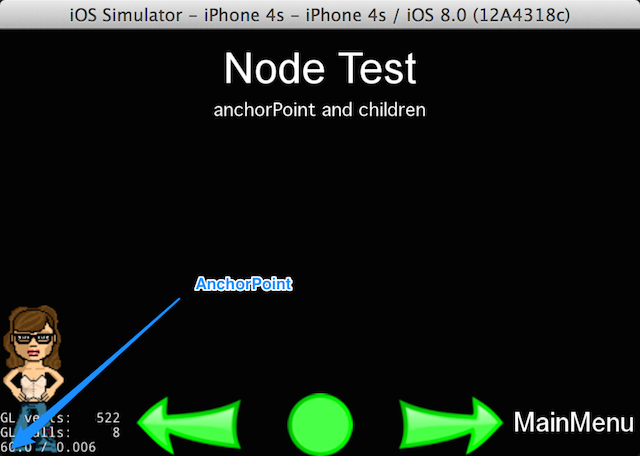 iOS Simulator – iPhone 4s – iPhone 4s / iOS 8.0 (12A4318c)
Node Test
anchorPoint and children
AnchorPoint
GL verts: 522
GL calls: 8
60.0 / 0.006
MainMenu